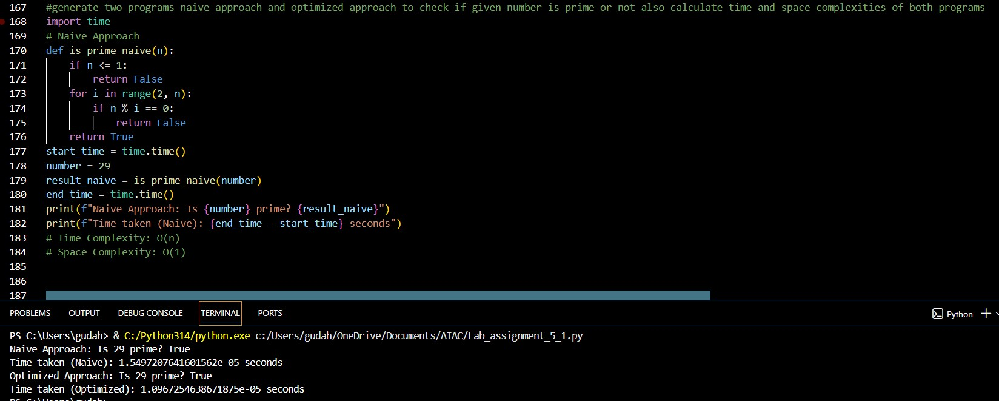 167 #generate two programs naive approach and optimized approach to check if given number is prime or not also calculate time and space complexities of both programs
168 import time
169 # Naive Approach
170 def is_prime_naive(n):
171     if n <= 1:
172         return False
173     for i in range(2, n):
174         if n % i == 0:
175             return False
176     return True
177 start_time = time.time()
178 number = 29
179 result_naive = is_prime_naive(number)
180 end_time = time.time()
181 print(f"Naive Approach: Is {number} prime? {result_naive}")
182 print(f"Time taken (Naive): {end_time - start_time} seconds")
183 # Time Complexity: O(n)
184 # Space Complexity: O(1)
185
186
187
PROBLEMS OUTPUT DEBUG CONSOLE TERMINAL PORTS Python
PS C:\Users\gudah> & C:/Python314/python.exe c:/Users/gudah/OneDrive/Documents/AIAC/Lab_assignment_5_1.py
Naive Approach: Is 29 prime? True
Time taken (Naive): 1.5497207641601562e-05 seconds
Optimized Approach: Is 29 prime? True
Time taken (Optimized): 1.0967254638671875e-05 seconds
PS C:\Users\gudah>